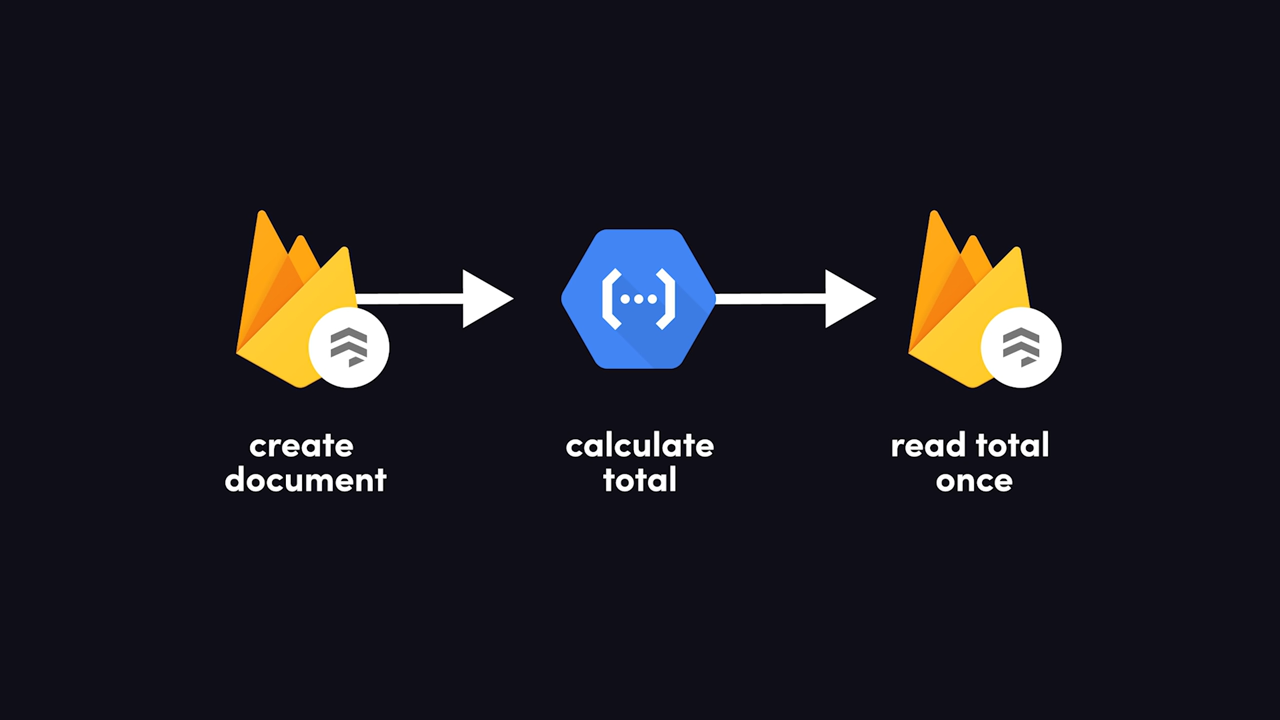 create
document
calculate
total
read total
once